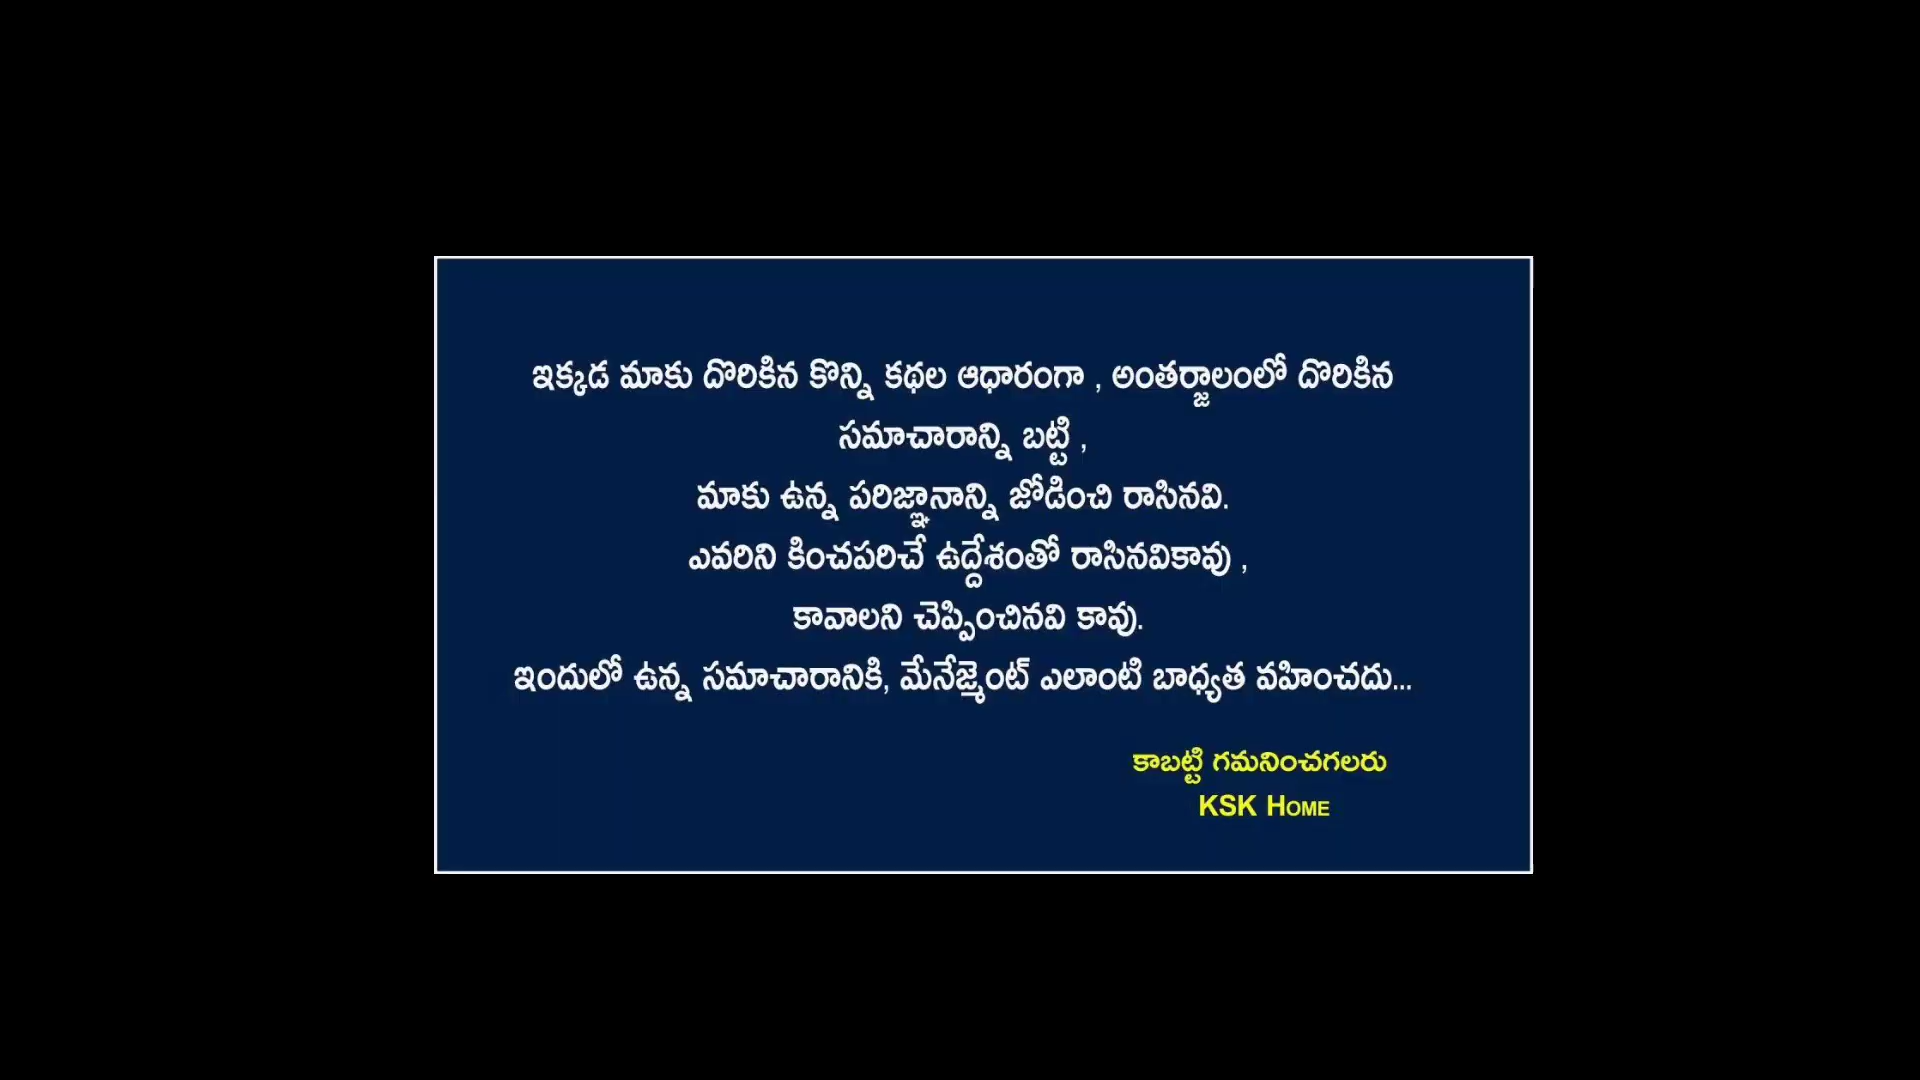 ఇక్కడ మాకు దొరికిన కొన్ని కథల ఆధారంగా , అంతర్జాలంలో దొరికిన
సమాచారాన్ని బట్టి ,
మాకు ఉన్న పరిజ్ఞానాన్ని జోడించి రాసినవి.
ఎవరిని కించపరిచే ఉద్దేశంతో రాసినవికావు ,
కావాలని చెప్పించినవి కావు.
ఇందులో ఉన్న సమాచారానికి, మేనేజ్మెంట్ ఎలాంటి బాధ్యత వహించదు...
కాబట్టి గమనించగలరు
KSK HOME